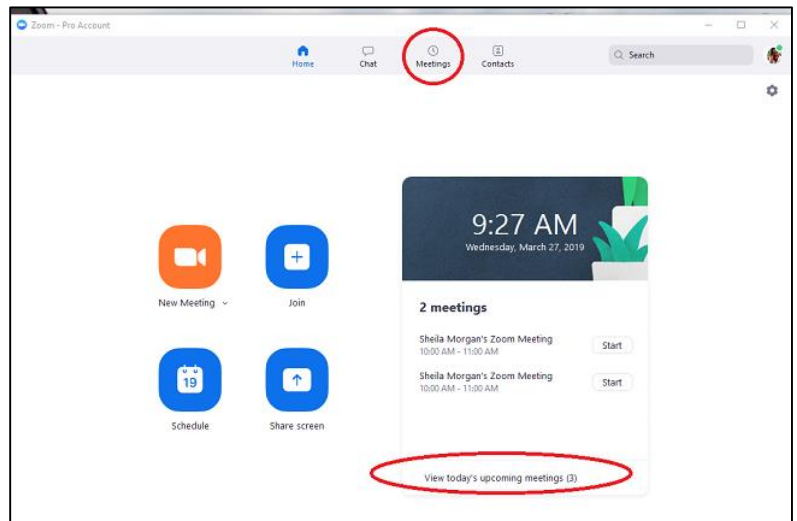 Zoom - Pro Account
Home
Chat
Meetings
Contacts
Search
9:27 AM
Wednesday, March 27, 2019
New Meeting
Join
2 meetings
Sheila Morgan's Zoom Meeting
10:00 AM - 11:00 AM
Start
Sheila Morgan's Zoom Meeting
10:00 AM - 11:00 AM
Start
19
Schedule
Share screen
View today's upcoming meetings (3)